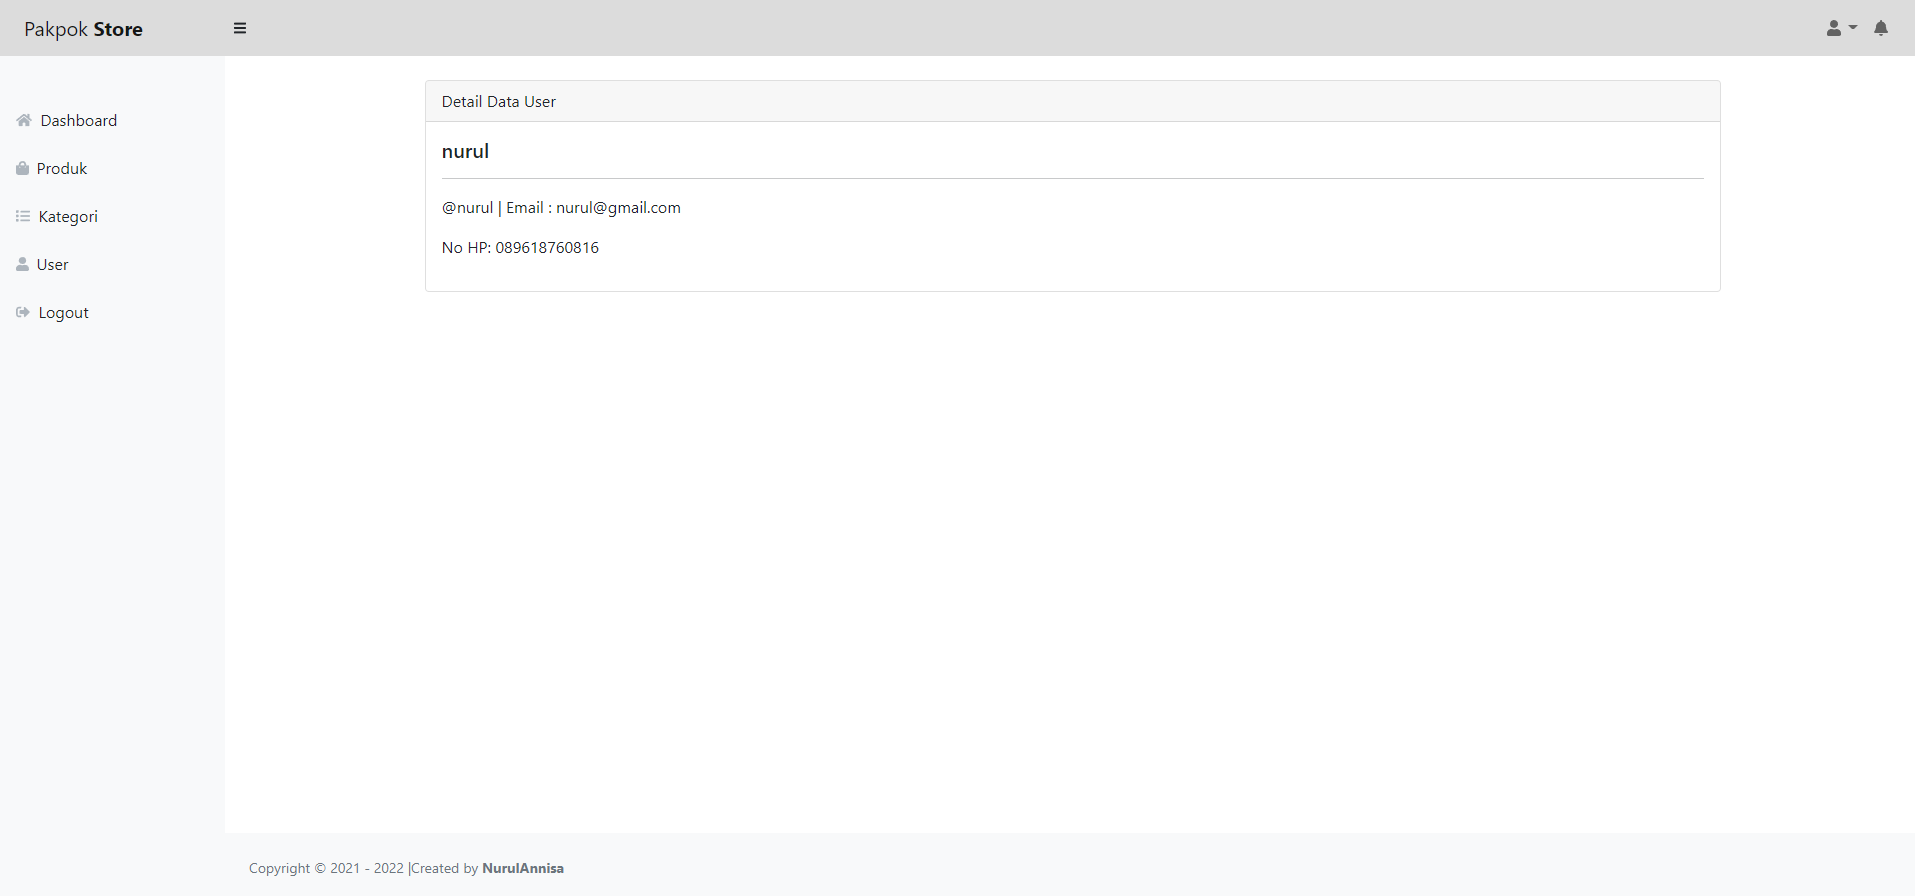 Pakpok Store
Dashboard
Produk
Kategori
User
Logout
Detail Data User
nurul
@nurul | Email : nurul@gmail.com
No HP: 089618760816
Copyright © 2021 - 2022 |Created by NurulAnnisa